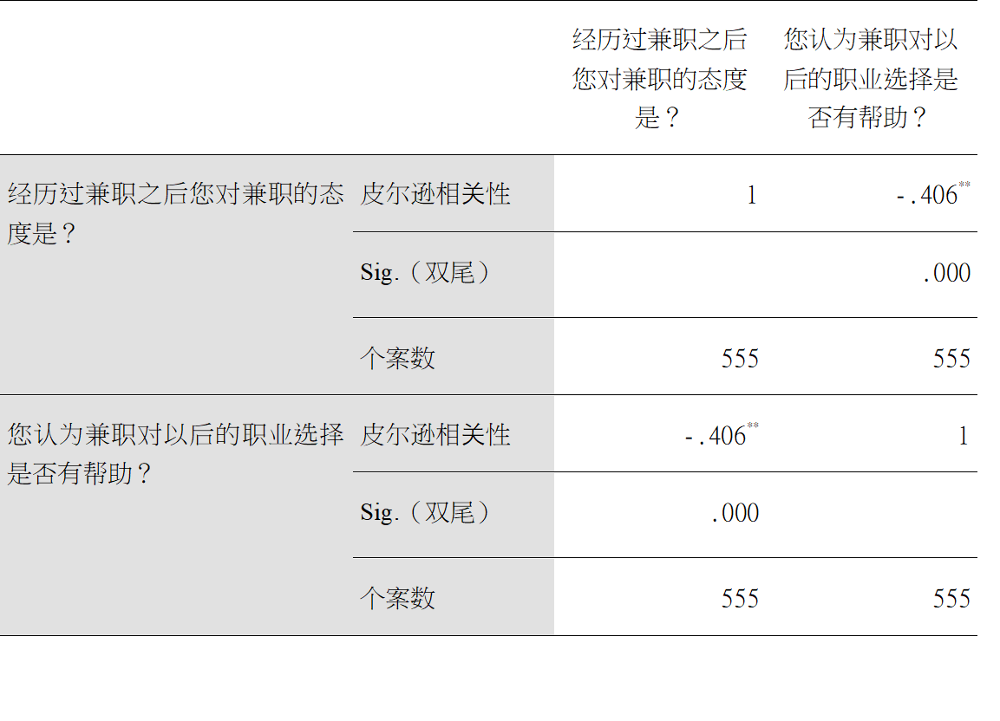 经历过兼职之后
您对兼职的态度
是？
您认为兼职对以
后的职业选择是
否有帮助？
经历过兼职之后您对兼职的态
度是？
皮尔逊相关性 1 -.406**
Sig.（双尾） .000
个案数 555 555
您认为兼职对以后的职业选择
是否有帮助？
皮尔逊相关性 -.406** 1
Sig.（双尾） .000
个案数 555 555